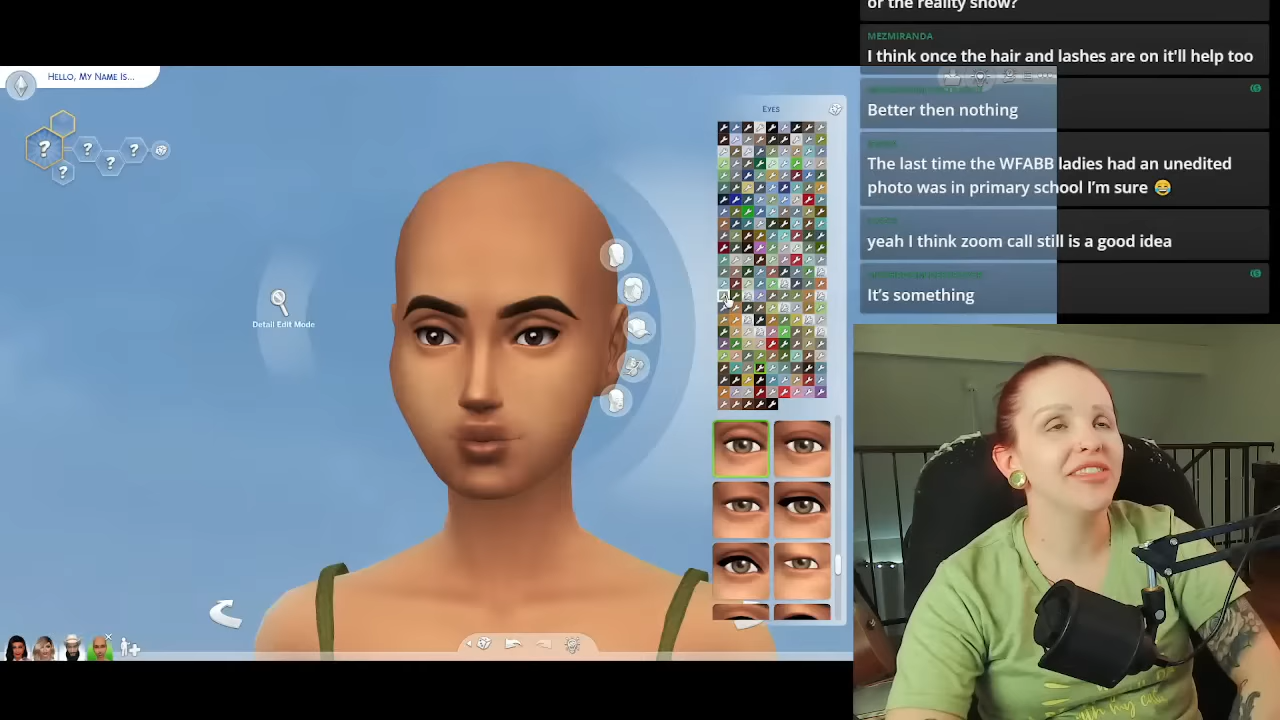 or the reality show?
HELLO, MY NAME IS...
MEZMIRANDA
I think once the hair and lashes are on it'll help too
EYES
Better then nothing
The last time the WFABB ladies had an unedited
photo was in primary school I'm sure 😂
yeah I think zoom call still is a good idea
It's something
Detail Edit Mode